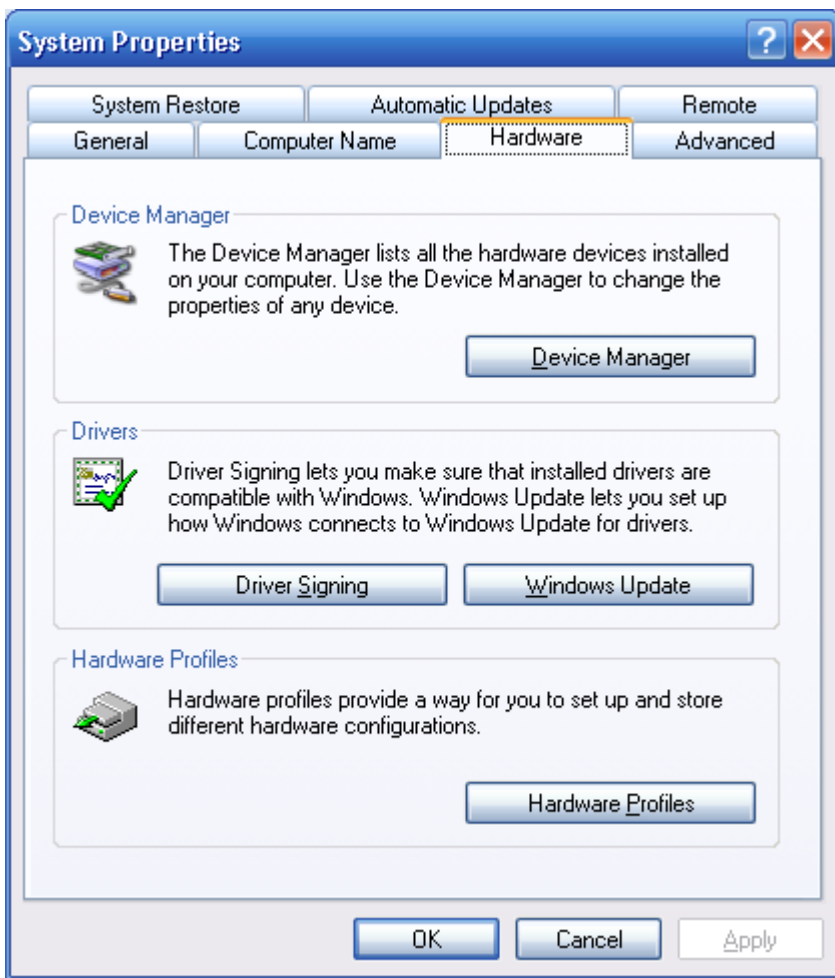 System Properties
System Restore Automatic Updates Remote
General Computer Name Hardware Advanced
Device Manager
The Device Manager lists all the hardware devices installed
on your computer. Use the Device Manager to change the
properties of any device.
Device Manager
Drivers
Driver Signing lets you make sure that installed drivers are
compatible with Windows. Windows Update lets you set up
how Windows connects to Windows Update for drivers.
Driver Signing Windows Update
Hardware Profiles
Hardware profiles provide a way for you to set up and store
different hardware configurations.
Hardware Profiles
OK Cancel Apply